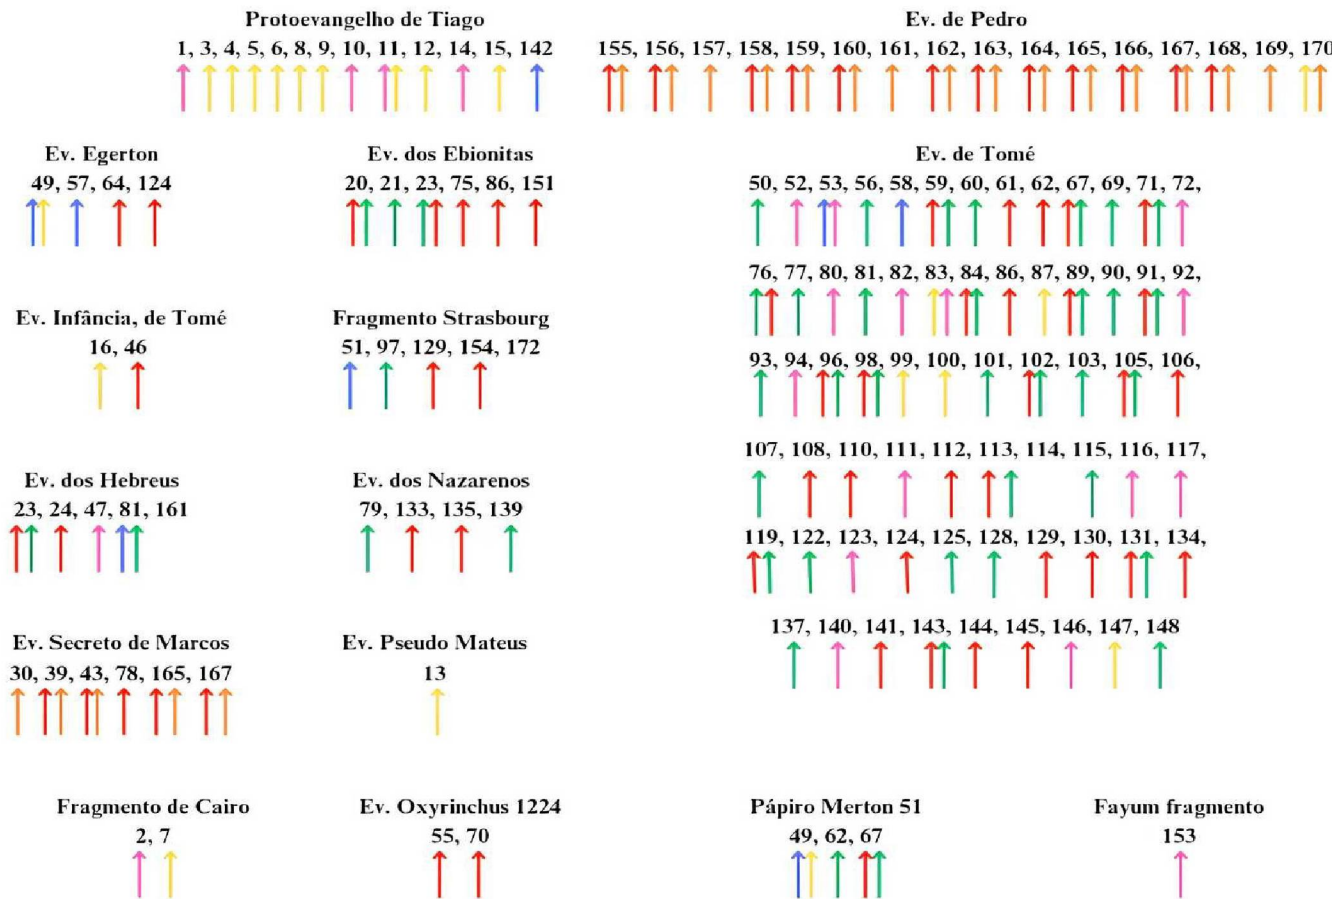 Protoevangelho de Tiago
1, 3, 4, 5, 6, 8, 9, 10, 11, 12, 14, 15, 142
Ev. de Pedro
155, 156, 157, 158, 159, 160, 161, 162, 163, 164, 165, 166, 167, 168, 169, 170
Ev. Egerton
49, 57, 64, 124
Ev. dos Ebionitas
20, 21, 23, 75, 86, 151
Ev. de Tomé
50, 52, 53, 56, 58, 59, 60, 61, 62, 67, 69, 71, 72,
76, 77, 80, 81, 82, 83, 84, 86, 87, 89, 90, 91, 92,
93, 94, 96, 98, 99, 100, 101, 102, 103, 105, 106,
107, 108, 110, 111, 112, 113, 114, 115, 116, 117,
119, 122, 123, 124, 125, 128, 129, 130, 131, 134,
137, 140, 141, 143, 144, 145, 146, 147, 148
Ev. Infância, de Tomé
16, 46
Fragmento Strasbourg
51, 97, 129, 154, 172
Ev. dos Hebreus
23, 24, 47, 81, 161
Ev. dos Nazarenos
79, 133, 135, 139
Ev. Secreto de Marcos
30, 39, 43, 78, 165, 167
Ev. Pseudo Mateus
13
Fragmento de Cairo
2, 7
Ev. Oxyrinchus 1224
55, 70
Pápiro Merton 51
49, 62, 67
Fayum fragmento
153